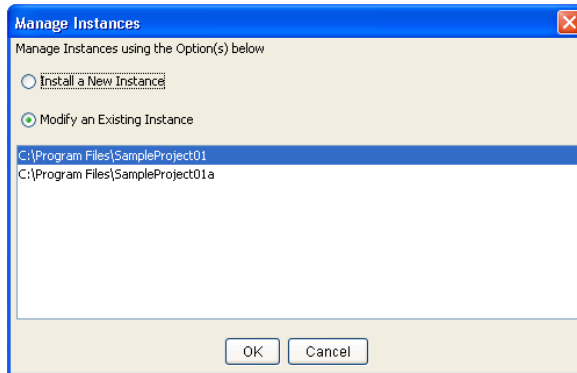 Manage Instances
Manage Instances using the Option(s) below
Install a New Instance
Modify an Existing Instance
C:\Program Files\SampleProject01
C:\Program Files\SampleProject01a
OK Cancel